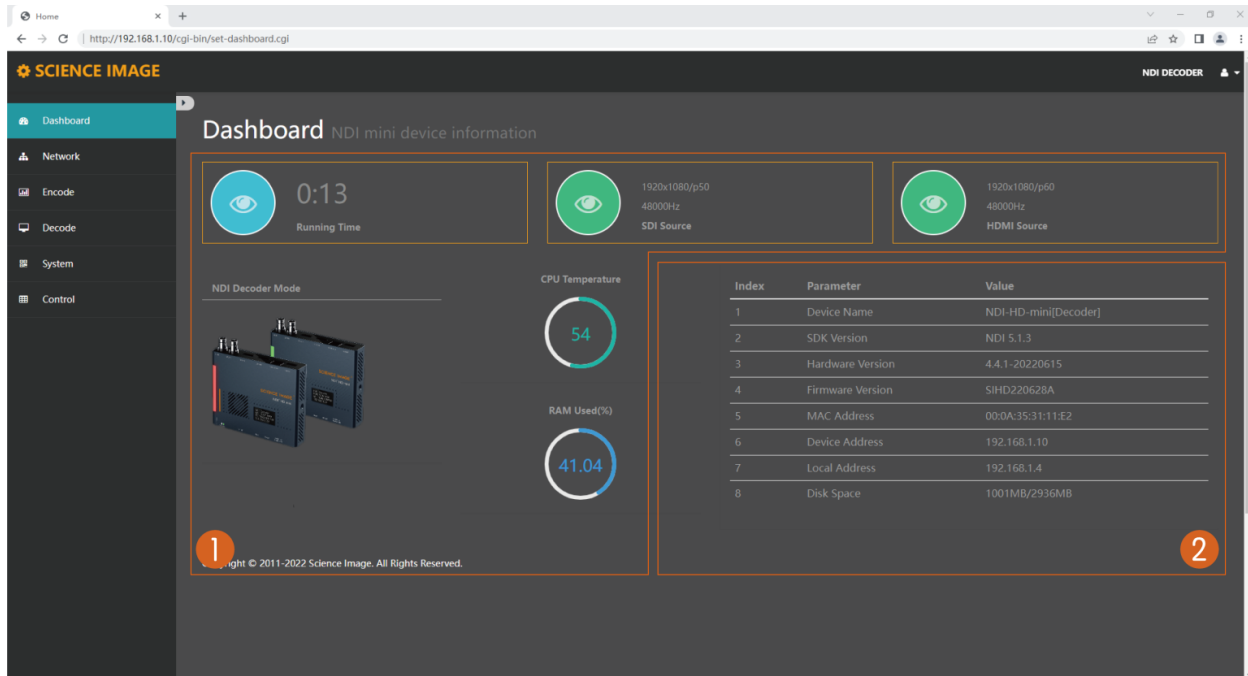 Home
http://192.168.1.10/cgi-bin/set-dashboard.cgi
SCIENCE IMAGE
NDI DECODER
Dashboard
Network
Encode
Decode
System
Control
Dashboard NDI mini device information
0:13
Running Time
1920x1080/p50
48000Hz
SDI Source
1920x1080/p60
48000Hz
HDMI Source
NDI Decoder Mode
CPU Temperature
54
RAM Used(%)
41.04
Index Parameter Value
1 Device Name NDI-HD-mini[Decoder]
2 SDK Version NDI 5.1.3
3 Hardware Version 4.4.1-20220615
4 Firmware Version SIHD220628A
5 MAC Address 00:0A:35:31:11:E2
6 Device Address 192.168.1.10
7 Local Address 192.168.1.4
8 Disk Space 1001MB/2936MB
1
2
© 2011-2022 Science Image. All Rights Reserved.